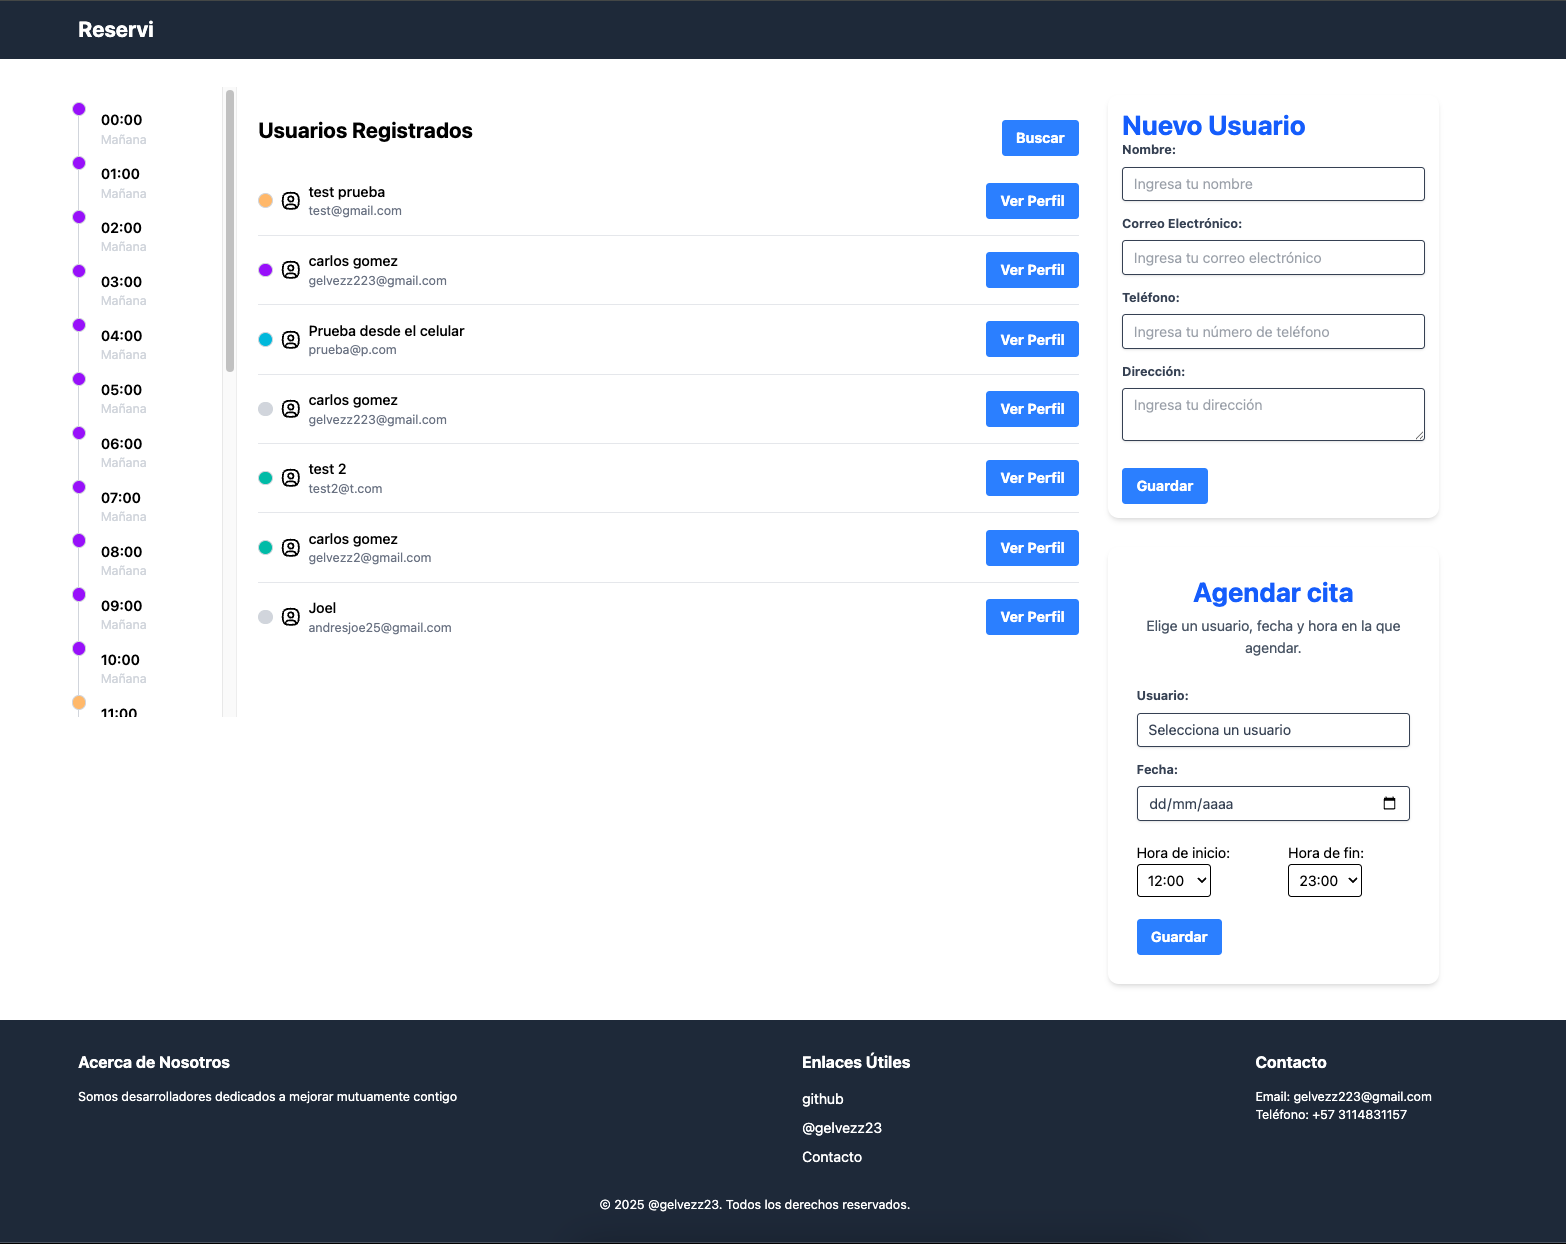 Reservi
00:00
Mañana
01:00
Mañana
02:00
Mañana
03:00
Mañana
04:00
Mañana
05:00
Mañana
06:00
Mañana
07:00
Mañana
08:00
Mañana
09:00
Mañana
10:00
Mañana
11:00
Usuarios Registrados
Buscar
test prueba
test@gmail.com
Ver Perfil
carlos gomez
gelvezz223@gmail.com
Ver Perfil
Prueba desde el celular
prueba@p.com
Ver Perfil
carlos gomez
gelvezz223@gmail.com
Ver Perfil
test 2
test2@t.com
Ver Perfil
carlos gomez
gelvezz2@gmail.com
Ver Perfil
Joel
andresjoe25@gmail.com
Ver Perfil
Nuevo Usuario
Nombre:
Ingresa tu nombre
Correo Electrónico:
Ingresa tu correo electrónico
Teléfono:
Ingresa tu número de teléfono
Dirección:
Ingresa tu dirección
Guardar
Agendar cita
Elige un usuario, fecha y hora en la que
agendar.
Usuario:
Selecciona un usuario
Fecha:
dd/mm/aaaa
Hora de inicio: Hora de fin:
12:00 23:00
Guardar
Acerca de Nosotros
Somos desarrolladores dedicados a mejorar mutuamente contigo
Enlaces Útiles
github
@gelvezz23
Contacto
Contacto
Email: gelvezz223@gmail.com
Teléfono: +57 3114831157
© 2025 @gelvezz23. Todos los derechos reservados.